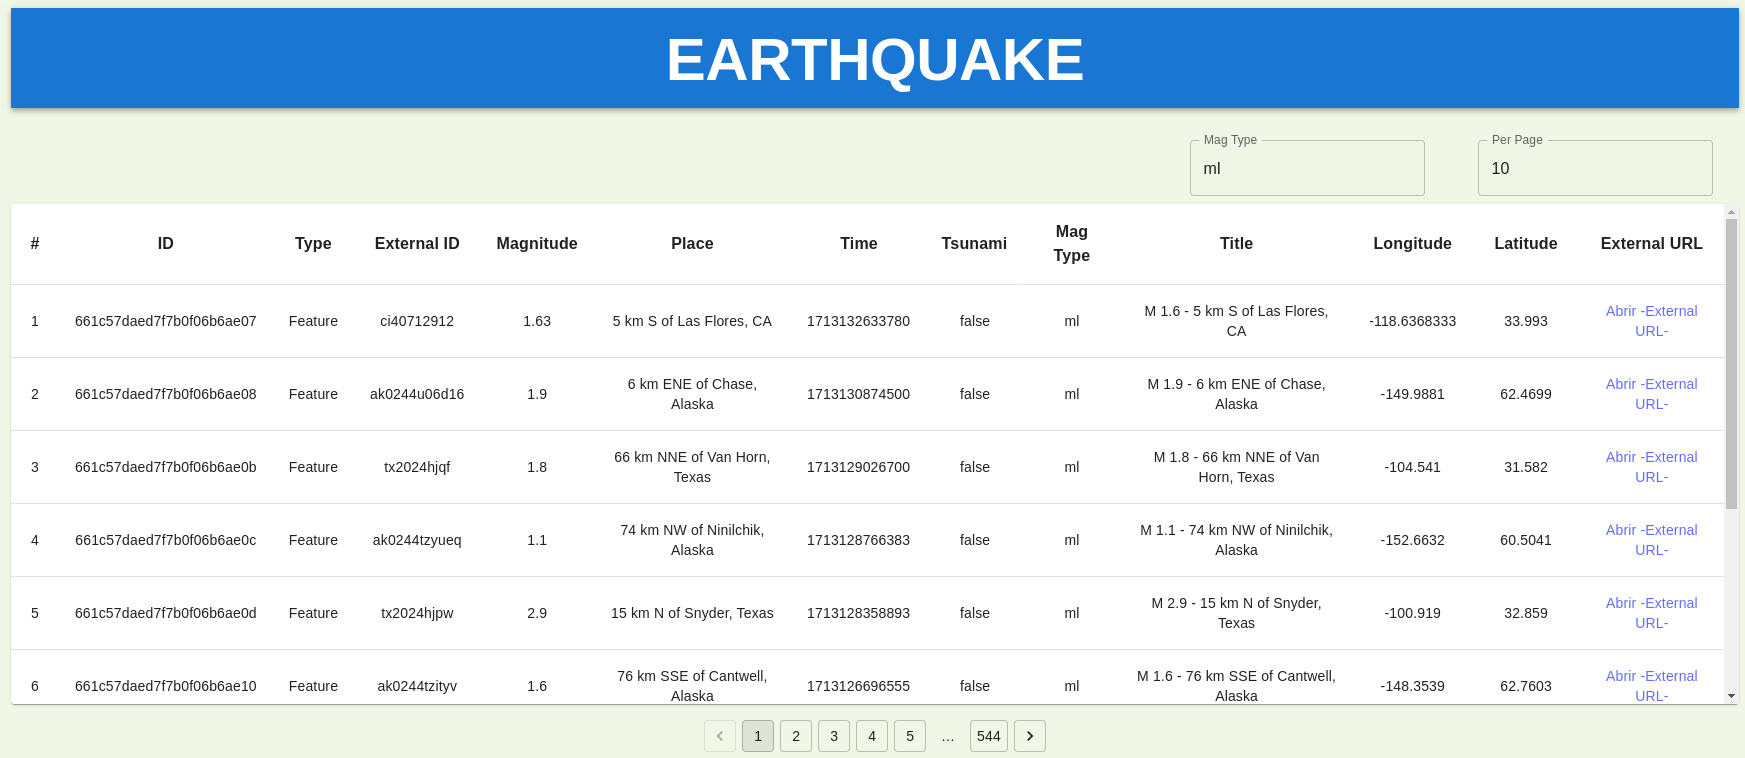 EARTHQUAKE
Mag Type
ml
Per Page
10
# ID Type External ID Magnitude Place Time Tsunami Mag Type Title Longitude Latitude External URL
1 661c57daed7f7b0f06b6ae07 Feature ci40712912 1.63 5 km S of Las Flores, CA 1713132633780 false ml M 1.6 - 5 km S of Las Flores, CA -118.6368333 33.993 Abrir -External URL-
2 661c57daed7f7b0f06b6ae08 Feature ak0244u06d16 1.9 6 km ENE of Chase, Alaska 1713130874500 false ml M 1.9 - 6 km ENE of Chase, Alaska -149.9881 62.4699 Abrir -External URL-
3 661c57daed7f7b0f06b6ae0b Feature tx2024hjqf 1.8 66 km NNE of Van Horn, Texas 1713129026700 false ml M 1.8 - 66 km NNE of Van Horn, Texas -104.541 31.582 Abrir -External URL-
4 661c57daed7f7b0f06b6ae0c Feature ak0244tzyueq 1.1 74 km NW of Ninilchik, Alaska 1713128766383 false ml M 1.1 - 74 km NW of Ninilchik, Alaska -152.6632 60.5041 Abrir -External URL-
5 661c57daed7f7b0f06b6ae0d Feature tx2024hjpw 2.9 15 km N of Snyder, Texas 1713128358893 false ml M 2.9 - 15 km N of Snyder, Texas -100.919 32.859 Abrir -External URL-
6 661c57daed7f7b0f06b6ae10 Feature ak0244tzityv 1.6 76 km SSE of Cantwell, Alaska 1713126696555 false ml M 1.6 - 76 km SSE of Cantwell, Alaska -148.3539 62.7603 Abrir -External URL-
1 2 3 4 5 … 544